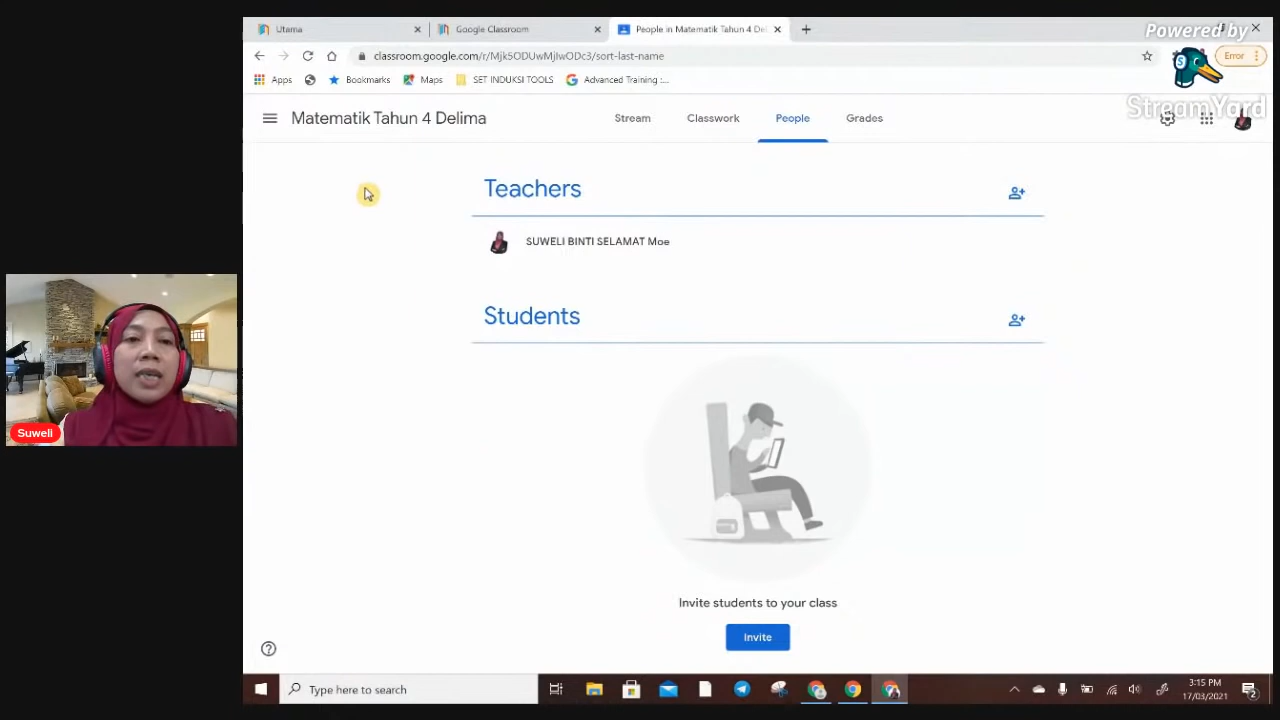 Utama
Google Classroom
People in Matematik Tahun 4 Deli
Powered by
classroom.google.com/r/Mjk5ODUwMjIwODc3/sort-last-name
Error
Apps
Bookmarks
Maps
SET INDUKSI TOOLS
Advanced Training :...
StreamYard
Matematik Tahun 4 Delima
Stream
Classwork
People
Grades
Teachers
SUWELI BINTI SELAMAT Moe
Students
Suweli
Invite students to your class
Invite
Type here to search
3:15 PM
17/03/2021
2